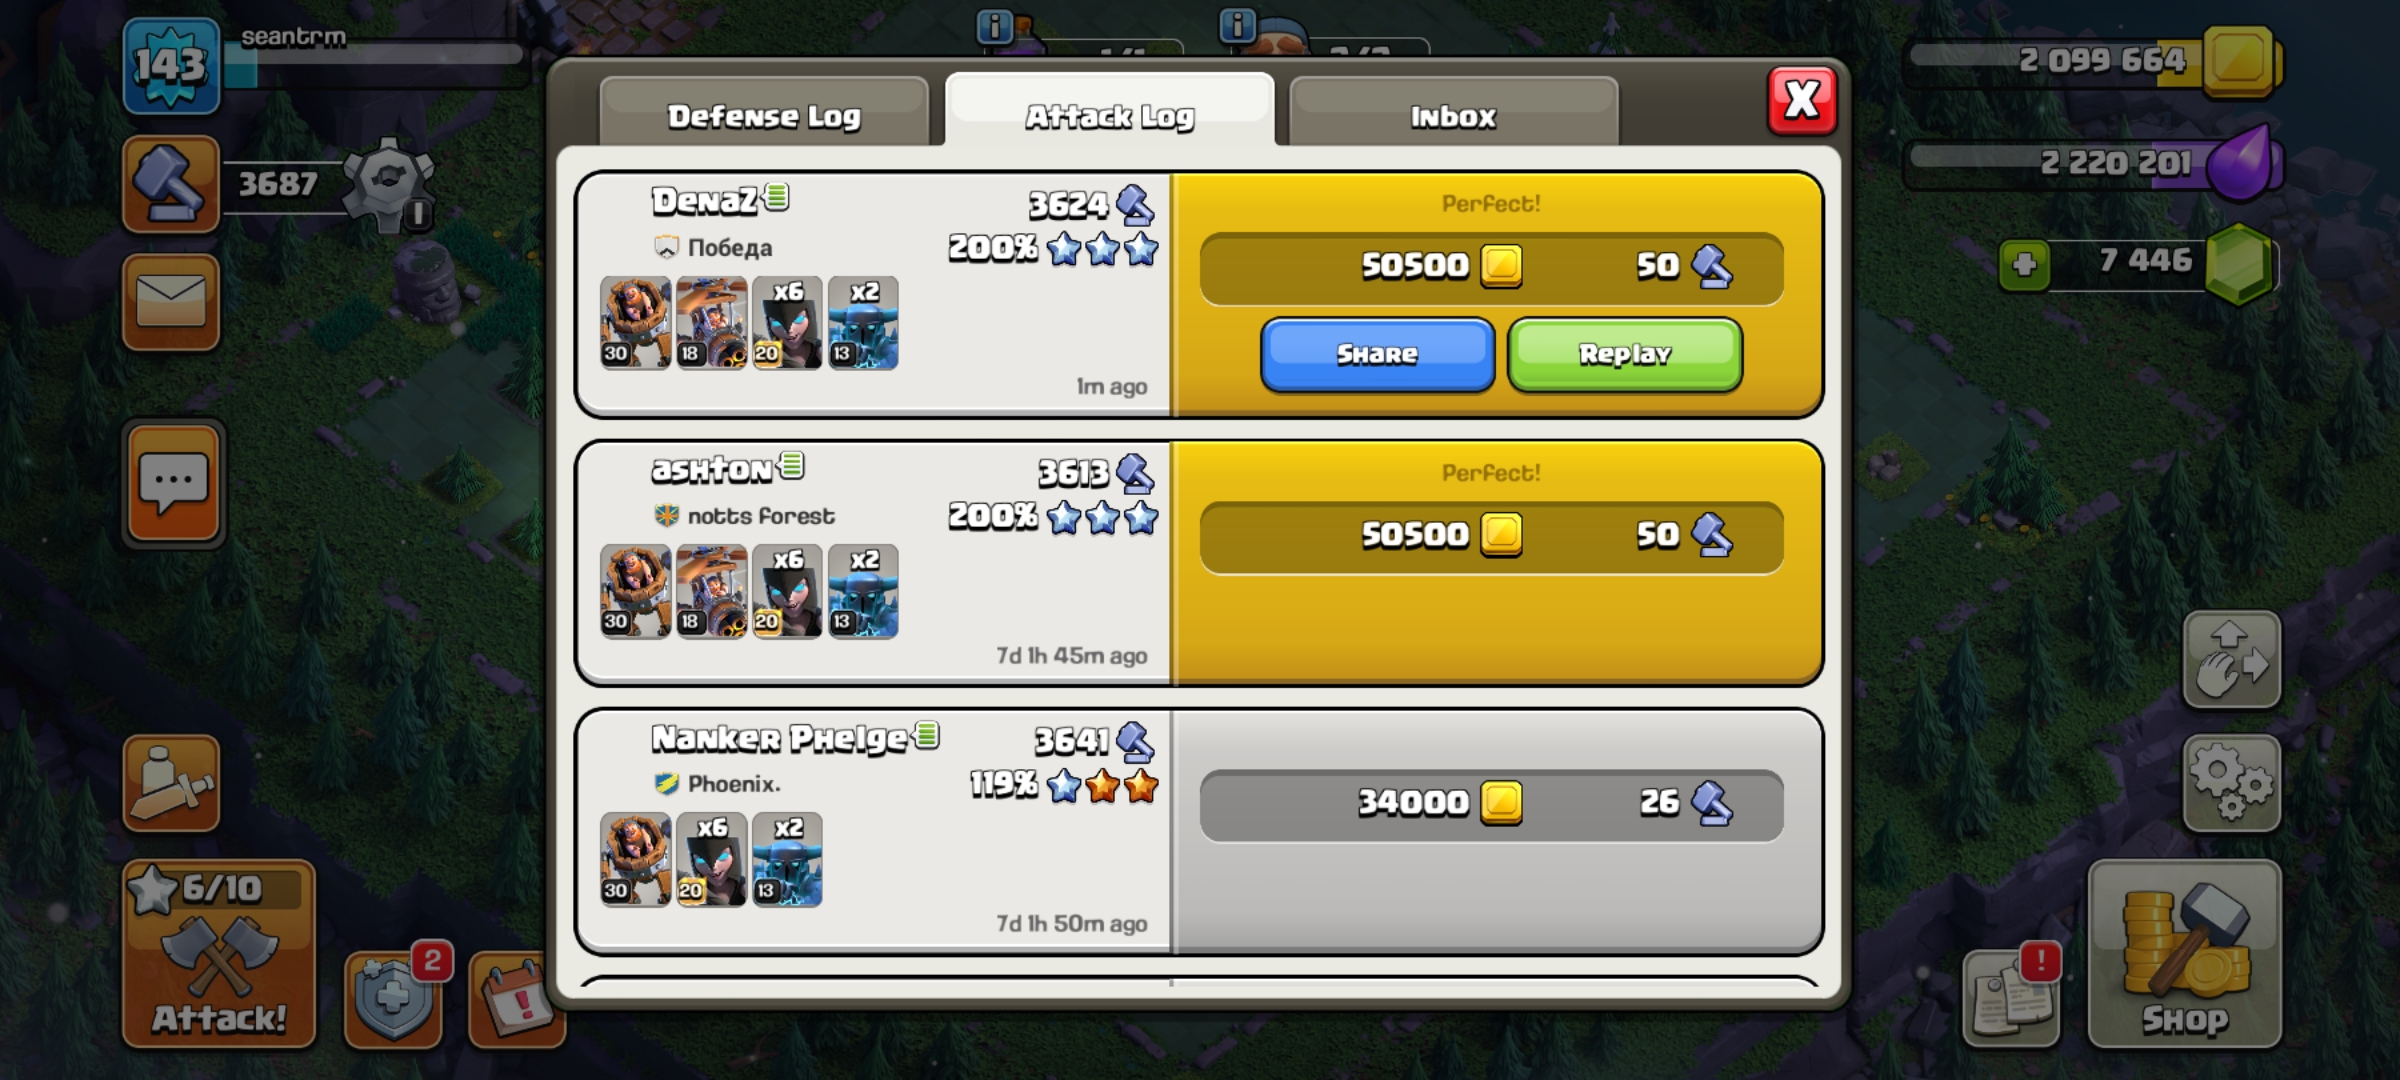 143
seantrm
3687
Defense Log
Attack Log
Inbox
X
2 099 664
2 220 201
7 446
DenaZ
3624
Победа
200%
30
18
x6
20
x2
13
1m ago
Perfect!
50500
50
Share
Replay
ashton
3613
notts forest
200%
30
18
x6
20
x2
13
7d 1h 45m ago
Perfect!
50500
50
Nanker Phelge
3641
Phoenix.
119%
30
x6
20
x2
13
7d 1h 50m ago
34000
26
6/10
Attack!
2
!
!
Shop